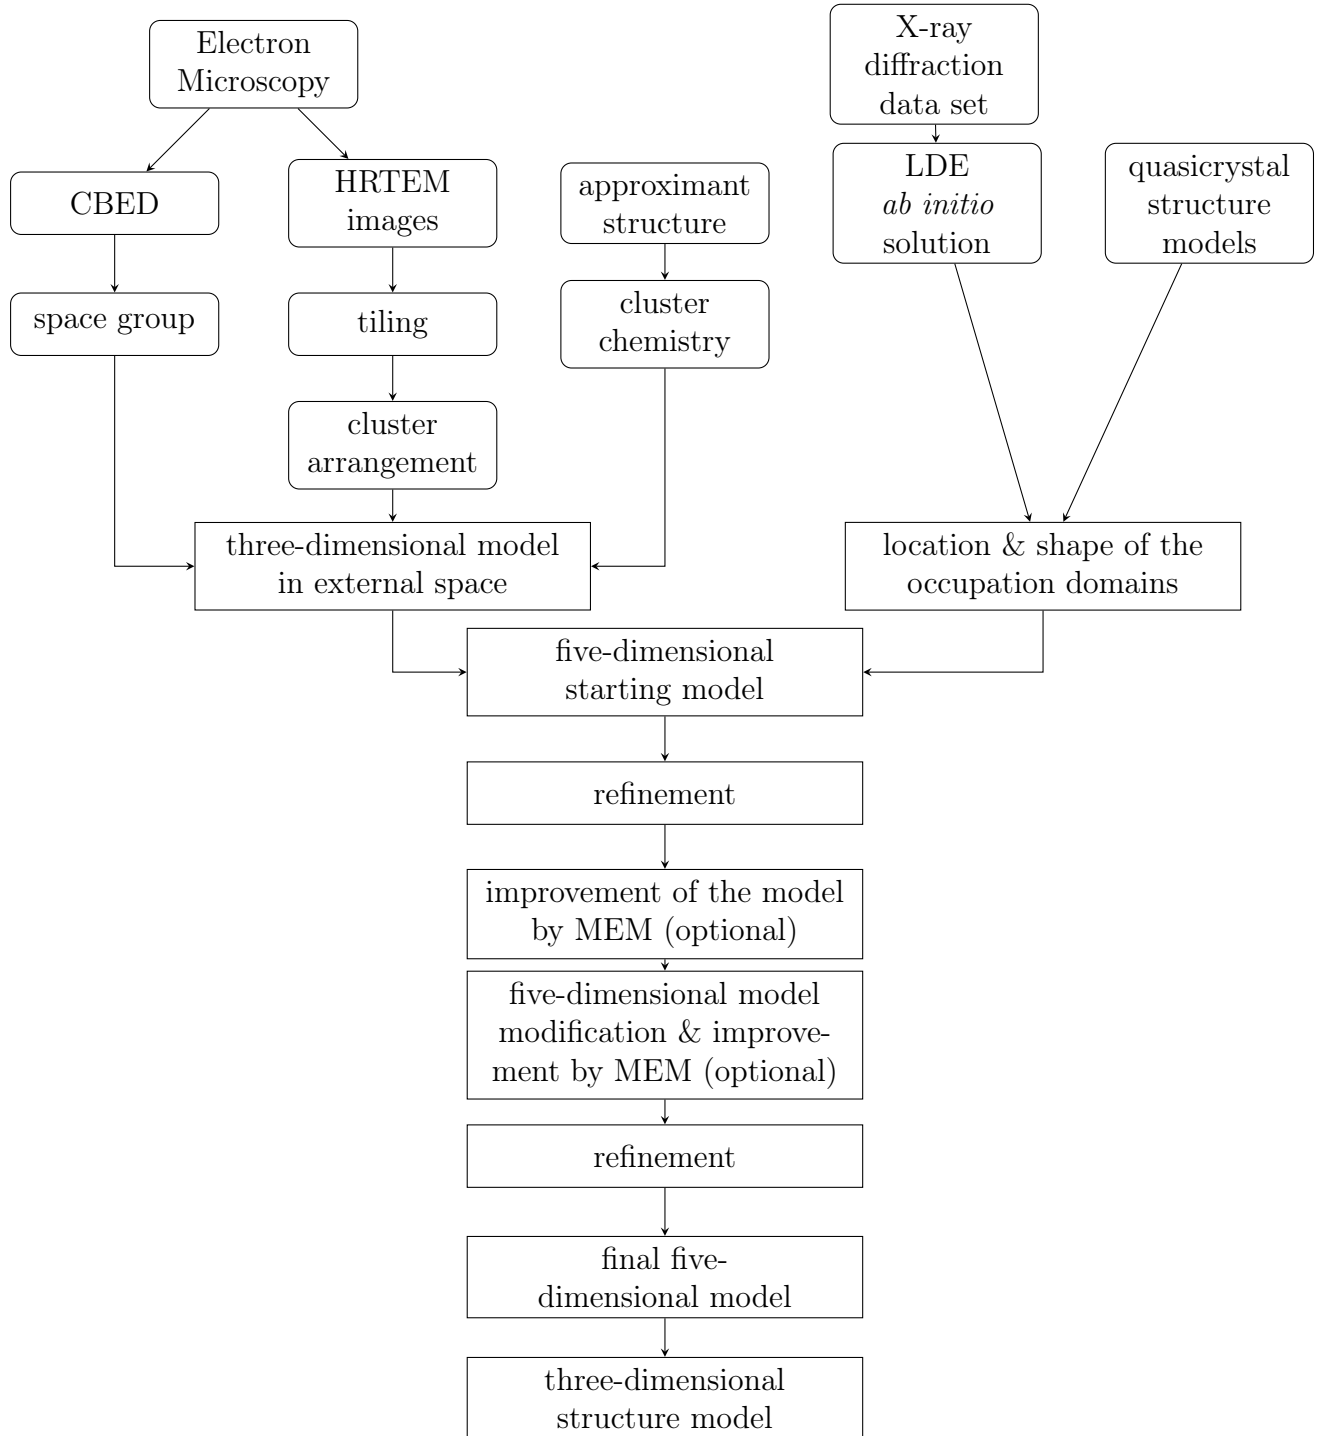 Electron
Microscopy
X-ray
diffraction
data set
CBED
HRTEM
images
approximant
structure
LDE
ab initio
solution
quasicrystal
structure
models
space group
tiling
cluster
chemistry
cluster
arrangement
three-dimensional model
in external space
location & shape of the
occupation domains
five-dimensional
starting model
refinement
improvement of the model
by MEM (optional)
five-dimensional model
modification & improve-
ment by MEM (optional)
refinement
final five-
dimensional model
three-dimensional
structure model